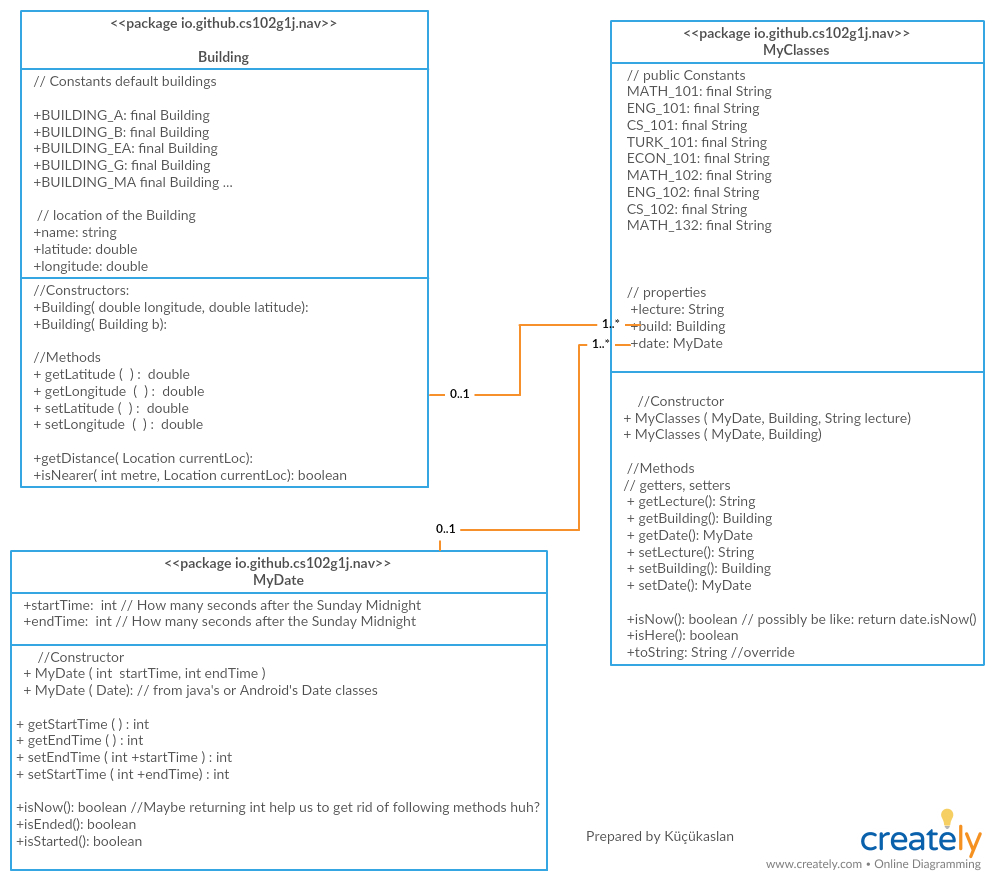 <<package io.github.cs102g1j.nav>>
Building
// Constants default buildings
+BUILDING_A: final Building
+BUILDING_B: final Building
+BUILDING_EA: final Building
+BUILDING_G: final Building
+BUILDING_MA final Building ...
// location of the Building
+name: string
+latitude: double
+longitude: double
//Constructors:
+Building( double longitude, double latitude):
+Building( Building b):
//Methods
+ getLatitude ( ) : double
+ getLongitude ( ) : double
+ setLatitude ( ) : double
+ setLongitude ( ) : double
+getDistance( Location currentLoc):
+isNearer( int metre, Location currentLoc): boolean
<<package io.github.cs102g1j.nav>>
MyClasses
// public Constants
MATH_101: final String
ENG_101: final String
CS_101: final String
TURK_101: final String
ECON_101: final String
MATH_102: final String
ENG_102: final String
CS_102: final String
MATH_132: final String
// properties
+lecture: String
+build: Building
+date: MyDate
//Constructor
+ MyClasses ( MyDate, Building, String lecture)
+ MyClasses ( MyDate, Building)
//Methods
// getters, setters
+ getLecture(): String
+ getBuilding(): Building
+ getDate(): MyDate
+ setLecture(): String
+ setBuilding(): Building
+ setDate(): MyDate
+isNow(): boolean // possibly be like: return date.isNow()
+isHere(): boolean
+toString: String //override
1..*
1..*
0..1
0..1
<<package io.github.cs102g1j.nav>>
MyDate
+startTime: int // How many seconds after the Sunday Midnight
+endTime: int // How many seconds after the Sunday Midnight
//Constructor
+ MyDate ( int startTime, int endTime )
+ MyDate ( Date): // from java's or Android's Date classes
+ getStartTime ( ) : int
+ getEndTime ( ) : int
+ setEndTime ( int +startTime ) : int
+ setStartTime ( int +endTime) : int
+isNow(): boolean //Maybe returning int help us to get rid of following methods huh?
+isEnded(): boolean
+isStarted(): boolean
Prepared by Küçükaslan
creately
www.creately.com • Online Diagramming